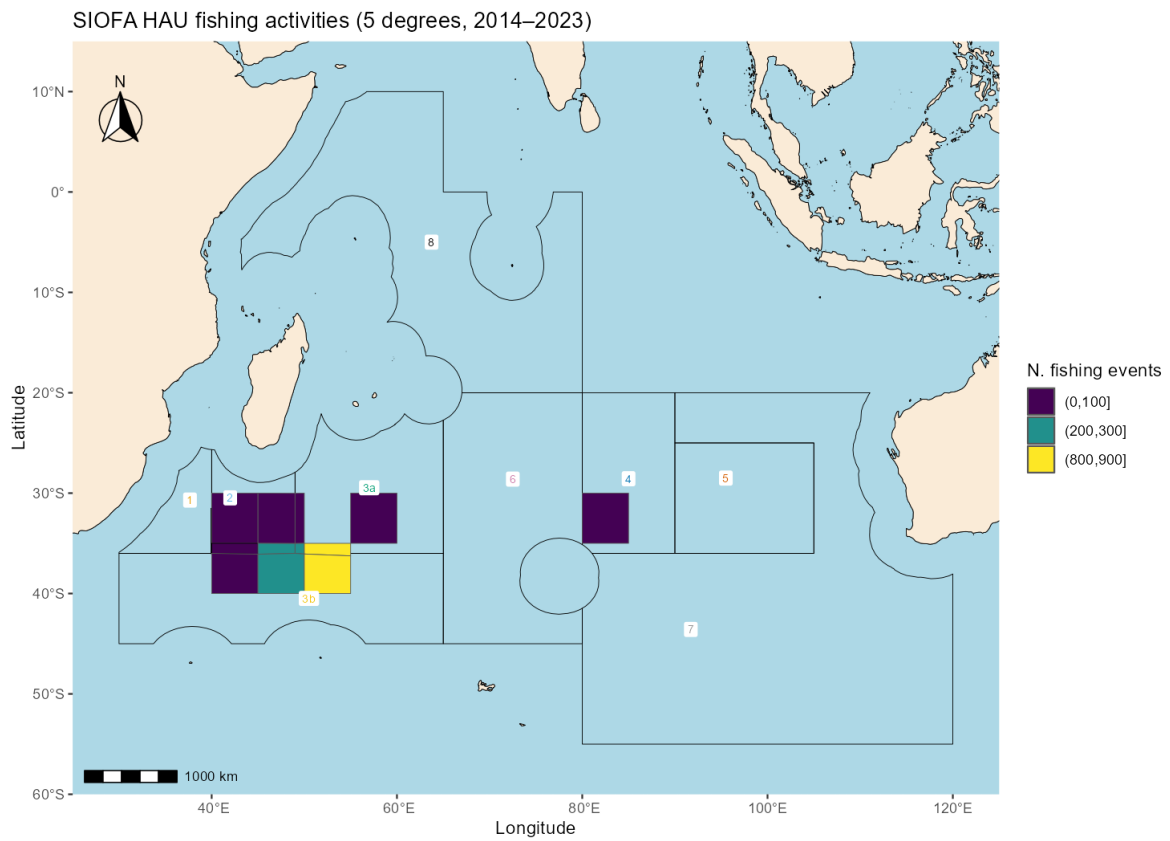 SIOFA HAU fishing activities (5 degrees, 2014–2023)
N
10°N
0°
10°S
20°S
30°S
40°S
50°S
60°S
Latitude
8
1
2
3a
3b
6
4
5
7
1000 km
40°E
60°E
80°E
100°E
120°E
Longitude
N. fishing events
(0,100]
(200,300]
(800,900]